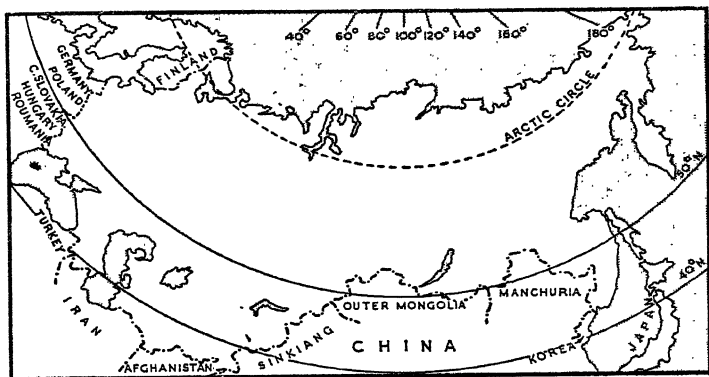 40° 60° 80° 100° 120° 140° 160° 180°
GERMANY
POLAND
C. SLOVAKIA
HUNGARY
ROUMANIA
FINLAND
ARCTIC CIRCLE
50° N
40° N
TURKEY
IRAN
AFGHANISTAN
SINKIANG
OUTER MONGOLIA
MANCHURIA
CHINA
KOREA
JAPAN